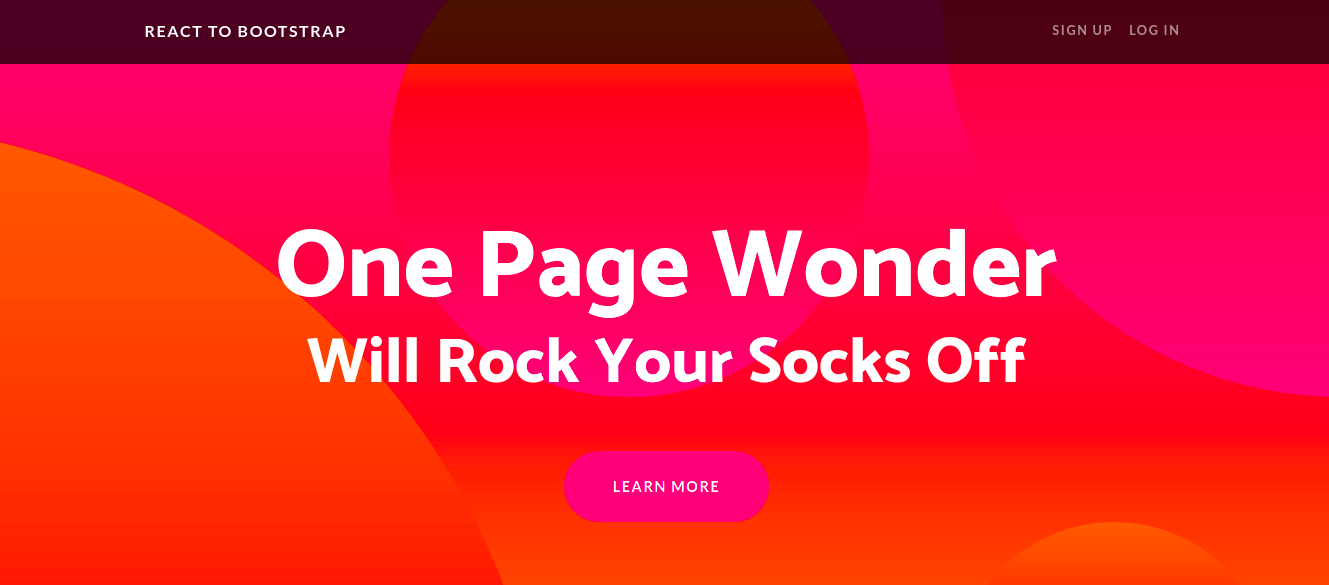 REACT TO BOOTSTRAP
SIGN UP LOG IN
One Page Wonder
Will Rock Your Socks Off
LEARN MORE